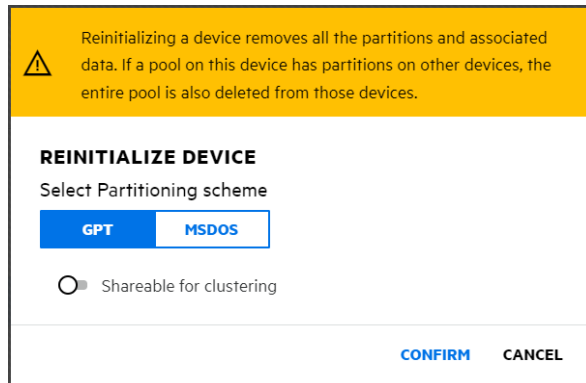 Reinitializing a device removes all the partitions and associated
data. If a pool on this device has partitions on other devices, the
entire pool is also deleted from those devices.
REINITIALIZE DEVICE
Select Partitioning scheme
GPT MSDOS
Shareable for clustering
CONFIRM CANCEL